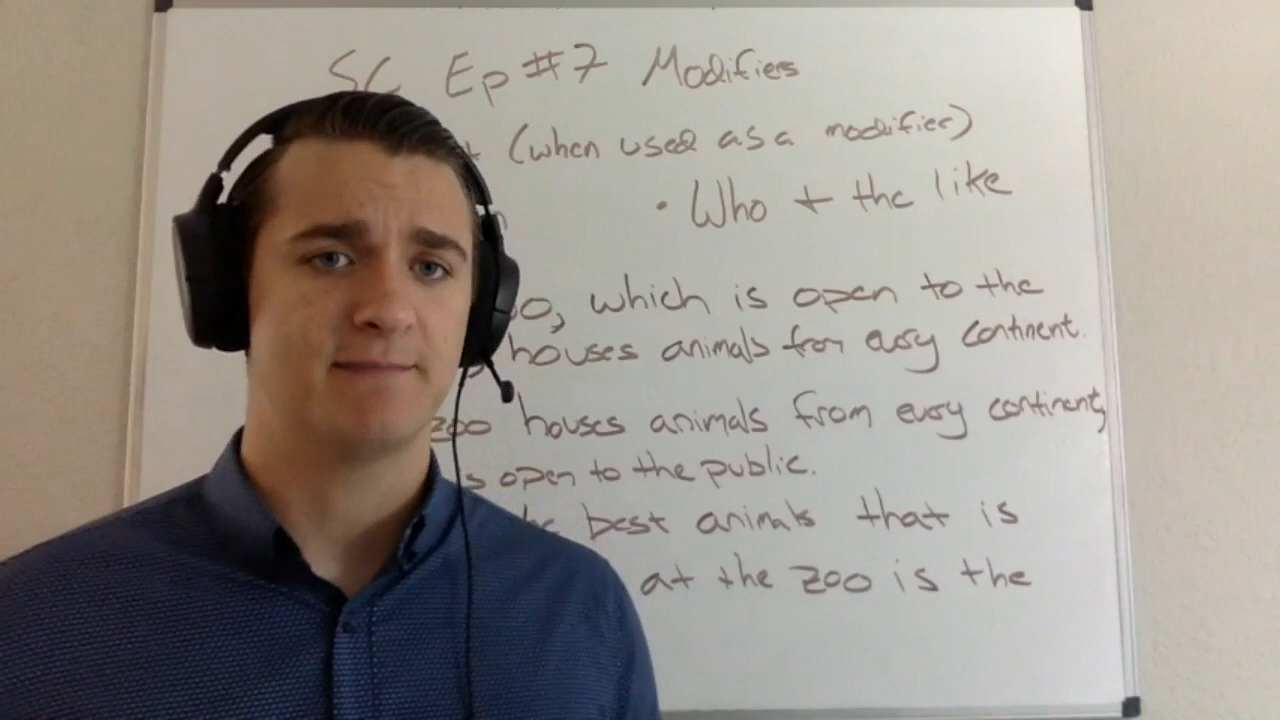 SC Ep #7 Modifies
(when used as a modifier)
• Who + the like
which is open to the
houses animals from every continent.
zoo houses animals from every continent,
open to the public.
best animals that is
at the zoo is the